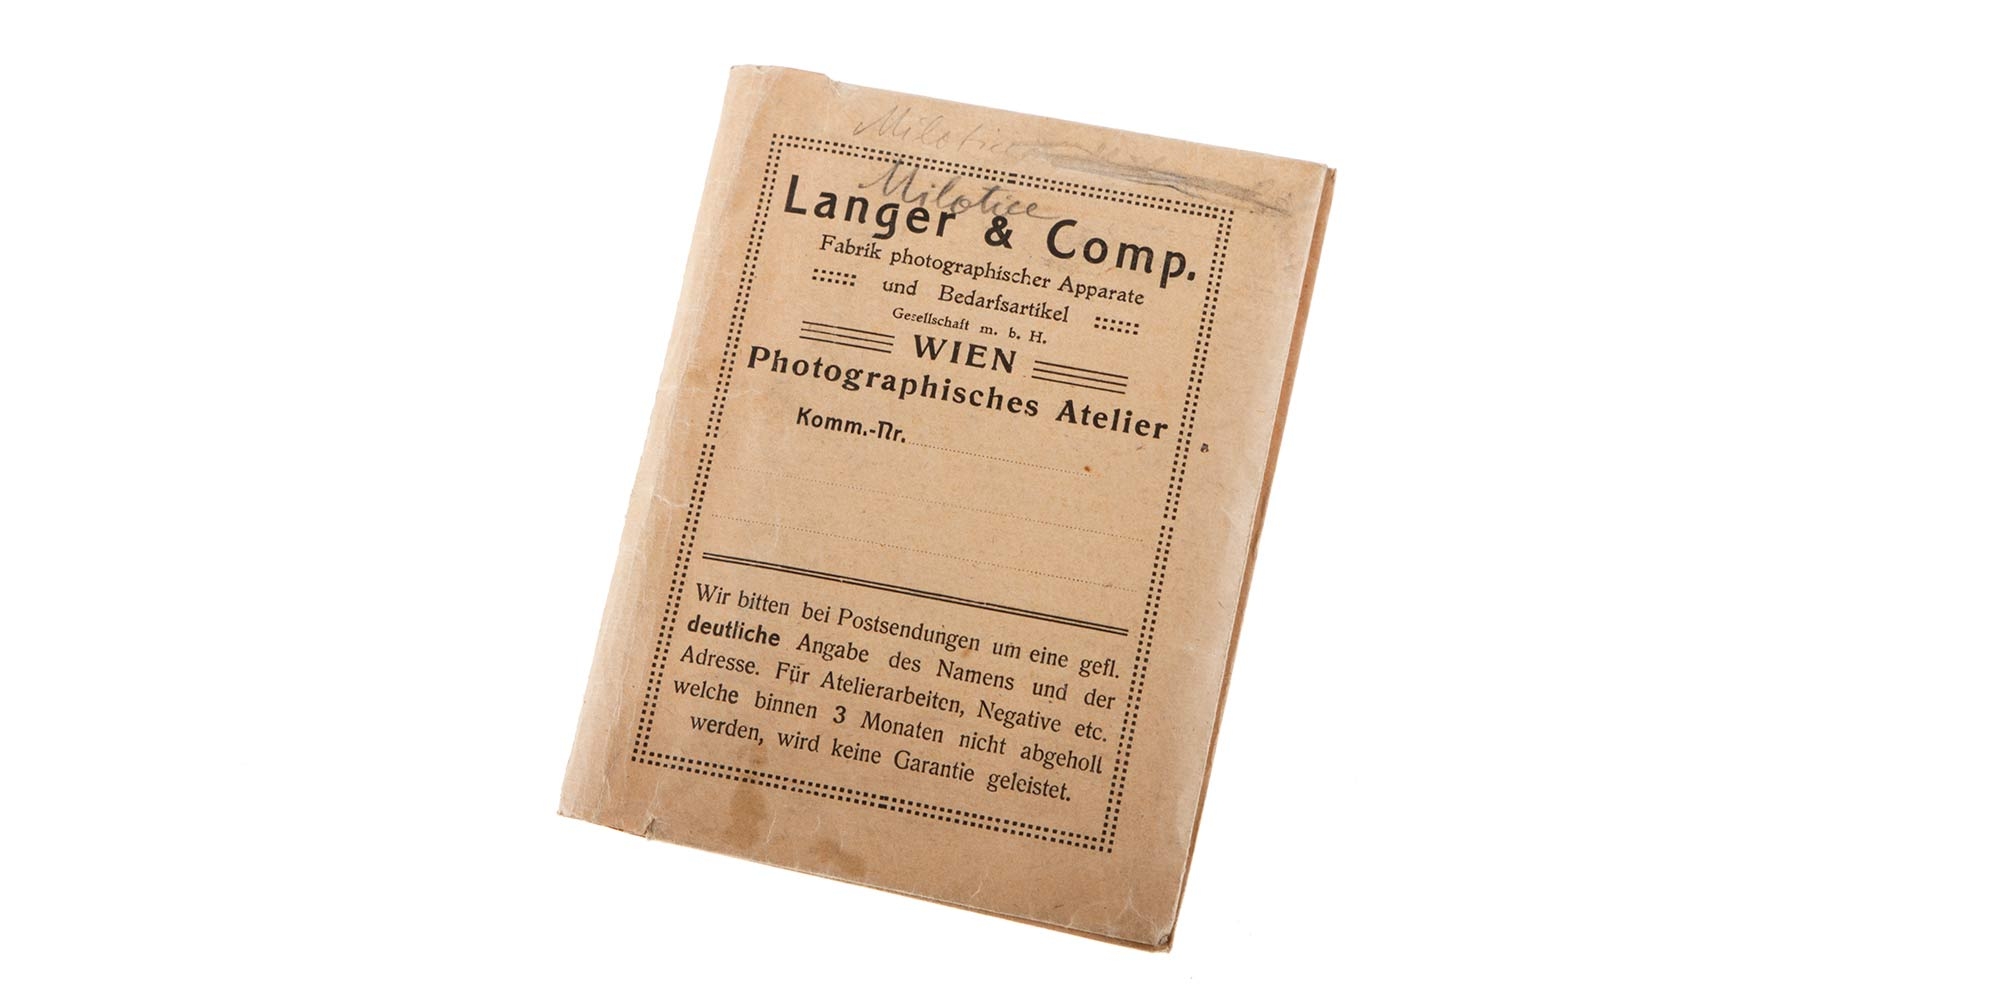 Milotice
Milotice
Langer & Comp.
Fabrik photographischer Apparate
und Bedarfsartikel
Gesellschaft m. b. H.
WIEN
Photographisches Atelier
Komm.-Nr.
Wir bitten bei Postsendungen um eine gefl.
deutliche Angabe des Namens und der
Adresse. Für Atelierarbeiten, Negative etc.
welche binnen 3 Monaten nicht abgeholt
werden, wird keine Garantie geleistet.